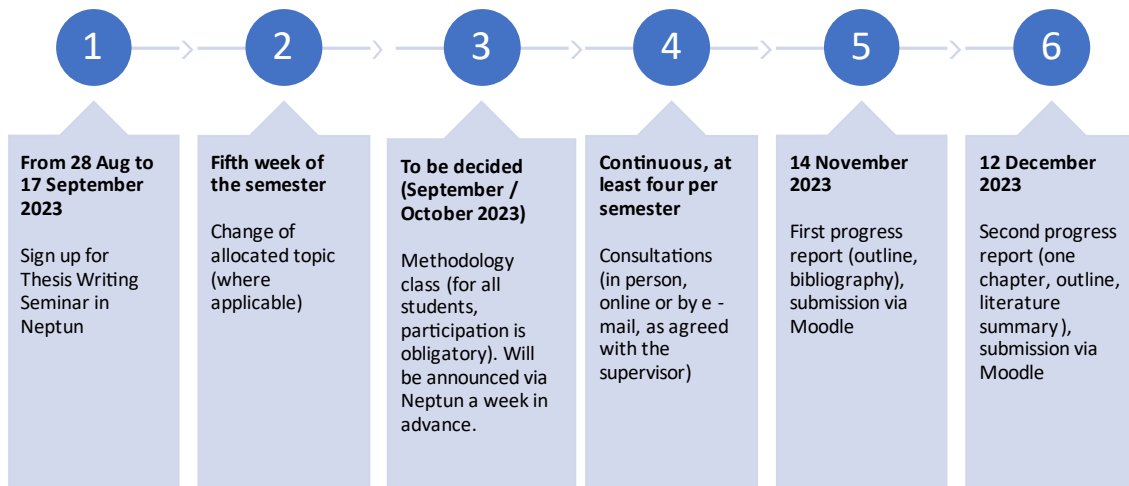 1
2
3
4
5
6
From 28 Aug to
17 September
2023
Sign up for
Thesis Writing
Seminar in
Neptun
Fifth week of
the semester
Change of
allocated topic
(where
applicable)
To be decided
(September /
October 2023)
Methodology
class (for all
students,
participation is
obligatory). Will
be announced via
Neptun a week in
advance.
Continuous, at
least four per
semester
Consultations
(in person,
online or by e -
mail, as agreed
with the
supervisor)
14 November
2023
First progress
report (outline,
bibliography),
submission via
Moodle
12 December
2023
Second progress
report (one
chapter, outline,
literature
summary),
submission via
Moodle